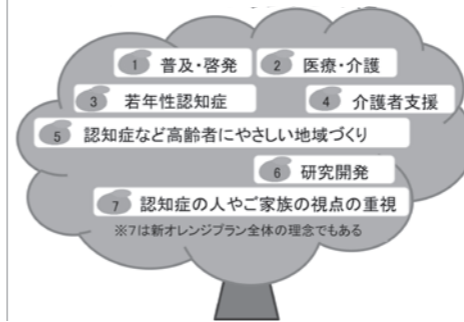 1 普及・啓発
2 医療・介護
3 若年性認知症
4 介護者支援
5 認知症など高齢者にやさしい地域づくり
6 研究開発
7 認知症の人やご家族の視点の重視
※7は新オレンジプラン全体の理念でもある